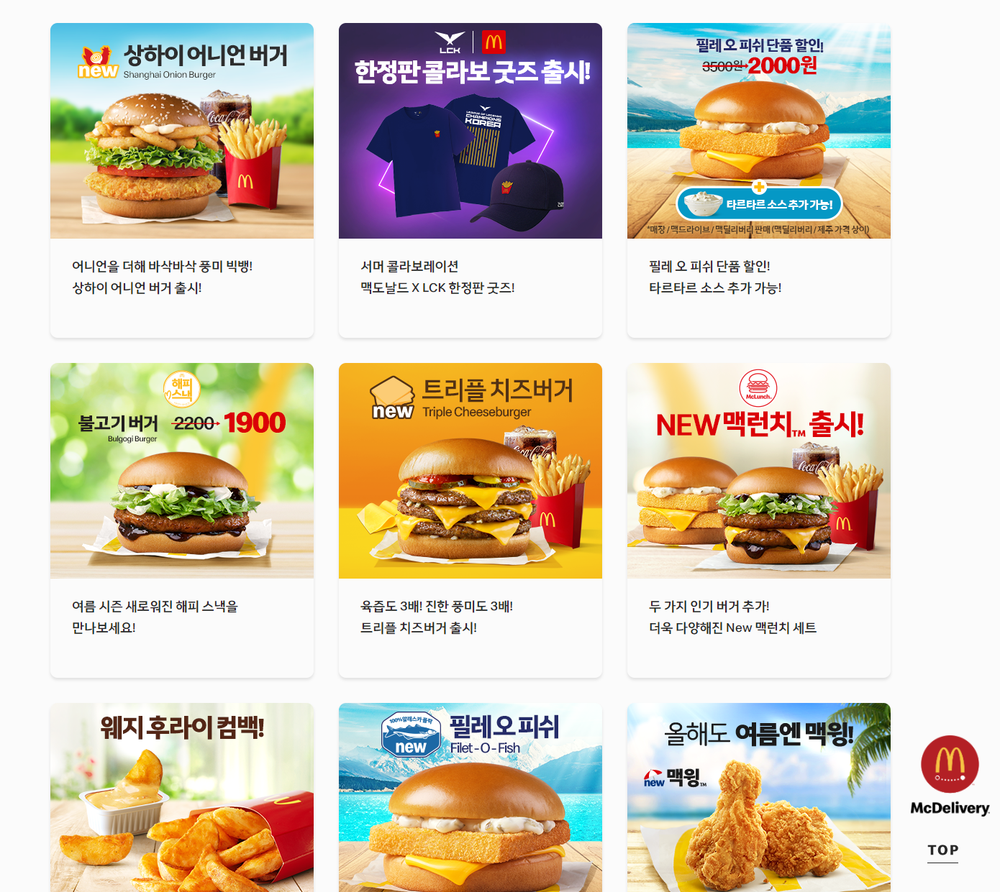 new
상하이 어니언 버거
Shanghai Onion Burger
Coca-Cola
어니언을 더해 바삭바삭 풍미 빅뱅!
상하이 어니언 버거 출시!
LCK
한정판 콜라보 굿즈 출시!
LEAGUE OF LEGENDS
CHAMPIONS
KOREA
서머 콜라보레이션
맥도날드 X LCK 한정판 굿즈!
필레 오 피쉬 단품 할인!
3500원 2000원
타르타르 소스 추가 가능!
*매장 / 맥드라이브 / 맥딜리버리 판매 (맥딜리버리 / 제주 가격 상이)
필레 오 피쉬 단품 할인!
타르타르 소스 추가 가능!
해피
스낵
불고기 버거 2200 1900
Bulgogi Burger
여름 시즌 새로워진 해피 스낵을
만나보세요!
new
트리플 치즈버거
Triple Cheeseburger
Coca-Cola
육즙도 3배! 진한 풍미도 3배!
트리플 치즈버거 출시!
McLunch™
NEW 맥런치™ 출시!
Coca-Cola
두 가지 인기 버거 추가!
더욱 다양해진 New 맥런치 세트
웨지 후라이 컴백!
100% 알래스카 폴락
new
필레 오 피쉬
Filet-O-Fish
올해도 여름엔 맥윙!
new 맥윙™
McDelivery
TOP